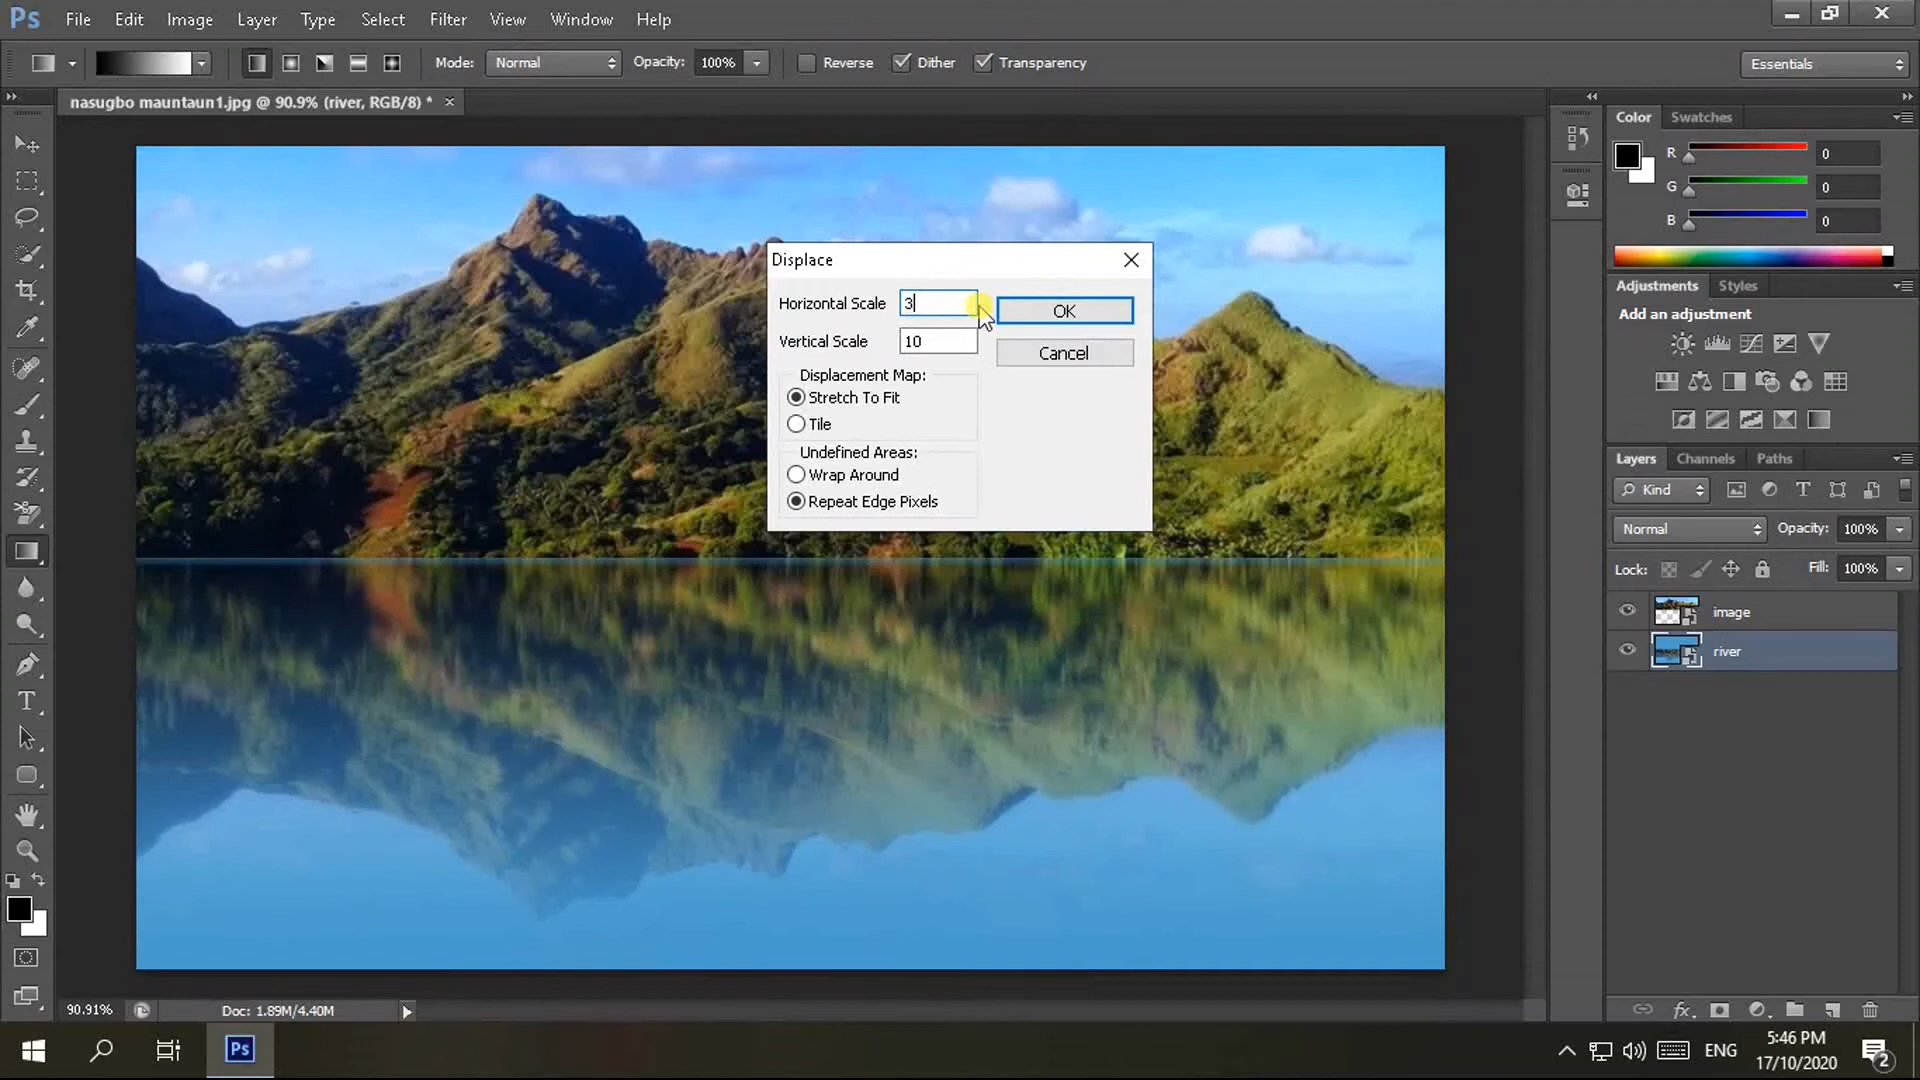 Ps File Edit Image Layer Type Select Filter View Window Help
Mode: Normal Opacity: 100% Reverse Dither Transparency Essentials
nasugbo mauntaun1.jpg @ 90.9% (river, RGB/8) * ×
Color Swatches
R 0
G 0
B 0
Adjustments Styles
Add an adjustment
Displace
Horizontal Scale 3 OK
Vertical Scale 10 Cancel
Displacement Map:
Stretch To Fit
Tile
Undefined Areas:
Wrap Around
Repeat Edge Pixels
Layers Channels Paths
Kind
Normal Opacity: 100%
Lock: Fill: 100%
image
river
90.91% Doc: 1.89M/4.40M
Ps ENG 5:46 PM
17/10/2020 2